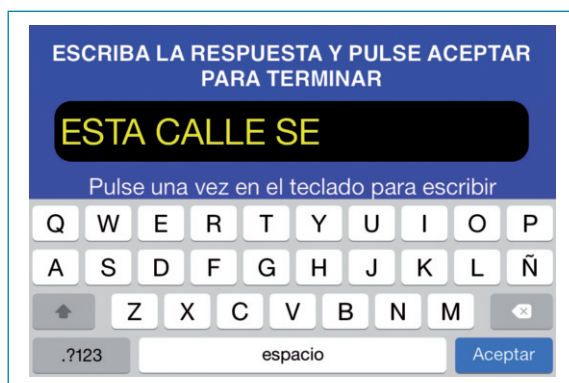 ESCRIBA LA RESPUESTA Y PULSE ACEPTAR
PARA TERMINAR
ESTA CALLE SE
Pulse una vez en el teclado para escribir
Q W E R T Y U I O P
A S D F G H J K L Ñ
Z X C V B N M
.?123 espacio Aceptar